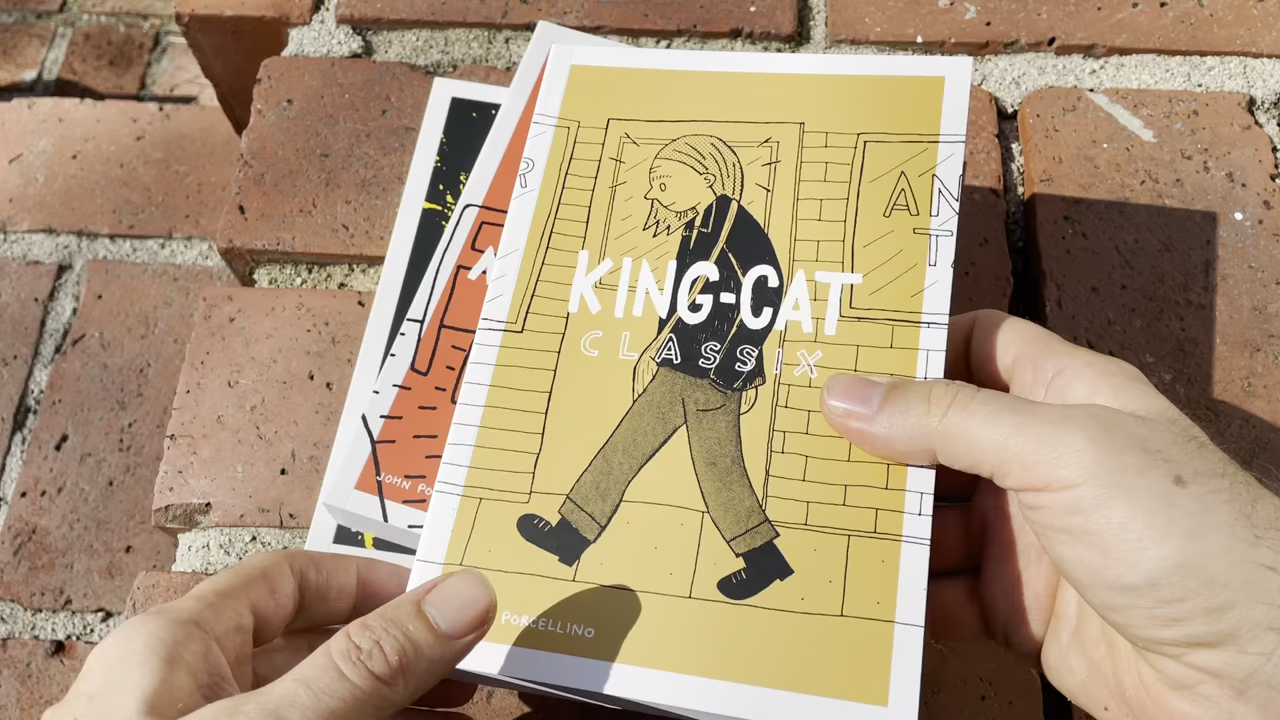 R
AN
T
KING-CAT
CLASSIX
PORCELLINO
JOHN PO